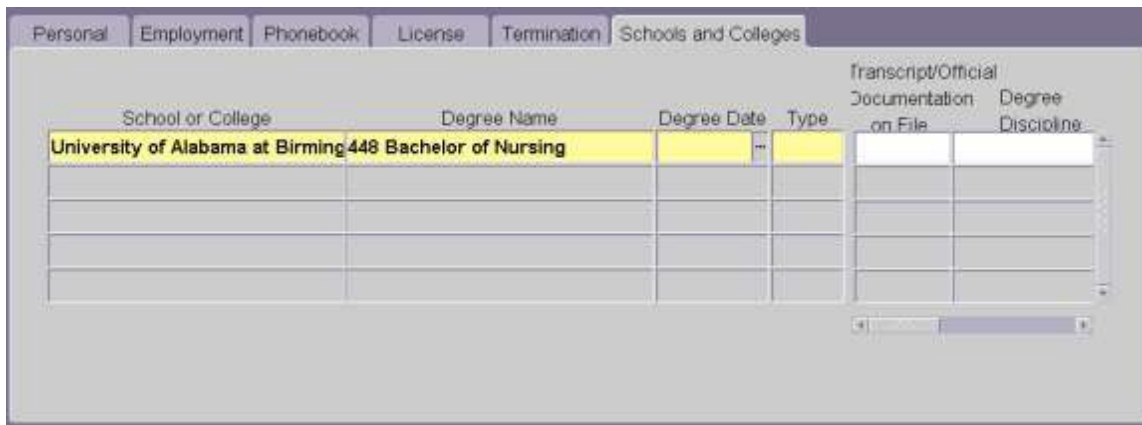 Personal Employment Phonebook License Termination Schools and Colleges
Transcript/Official
Documentation Degree
School or College Degree Name Degree Date Type on File Discipline
University of Alabama at Birming 448 Bachelor of Nursing ...